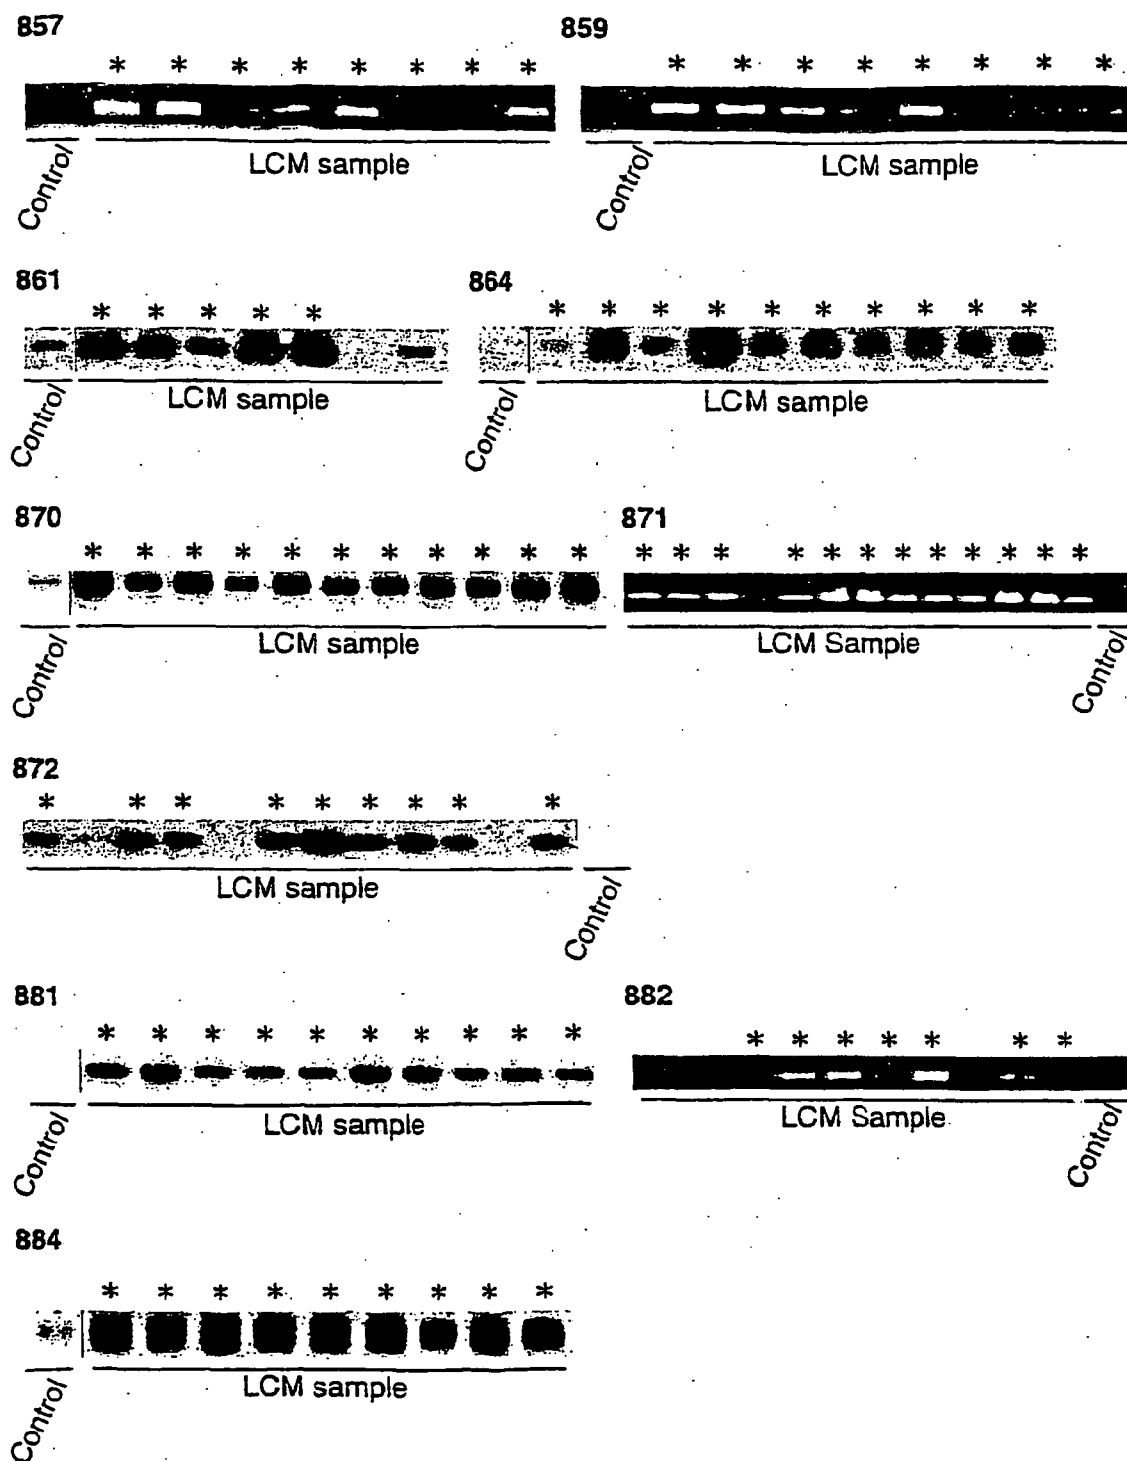 857 859
* * * * * * * * * * * * * * * *
Control LCM sample Control LCM sample
861 864
* * * * * * * * * * * * * * *
Control LCM sample Control LCM sample
870 871
* * * * * * * * * * * * * * * * * * * * * * *
Control LCM sample LCM Sample Control
872
* * * * * * * * *
LCM sample Control
881 882
* * * * * * * * * * * * * * * * *
Control LCM sample LCM Sample Control
884
* * * * * * * * *
Control LCM sample